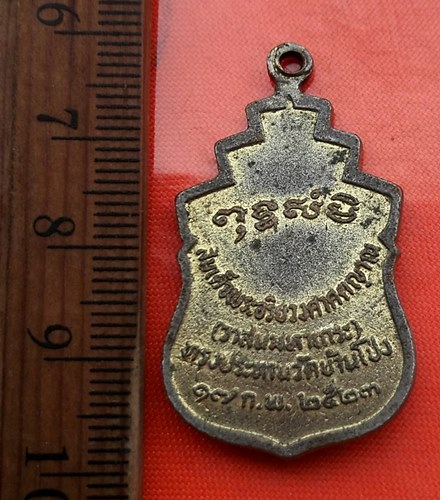 6
7
8
9
10
สมเด็จพระอริยวงศาคตญาณ
(วาสนมหาเถระ)
ทรงประทานวัดบ้านโป่ง
๑๗ ก.พ. ๒๕๒๓